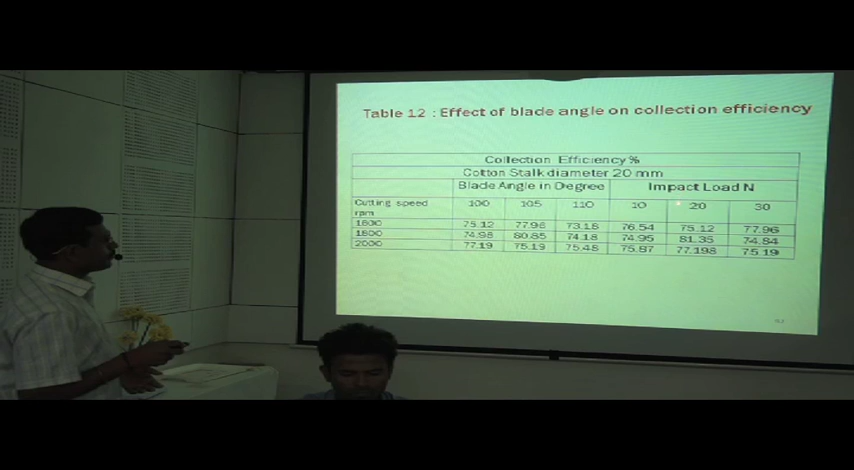 Table 12 : Effect of blade angle on collection efficiency
Collection Efficiency%
Cotton Stalk diameter 20 mm
Blade Angle in Degree Impact Load N
Cutting speed rpm 100 105 110 10 20 30
1600 75.12 77.96 73.18 76.54 75.12 77.96
1800 74.98 80.85 74.18 74.95 81.35 74.84
2000 77.19 75.19 75.48 75.87 77.198 75.19